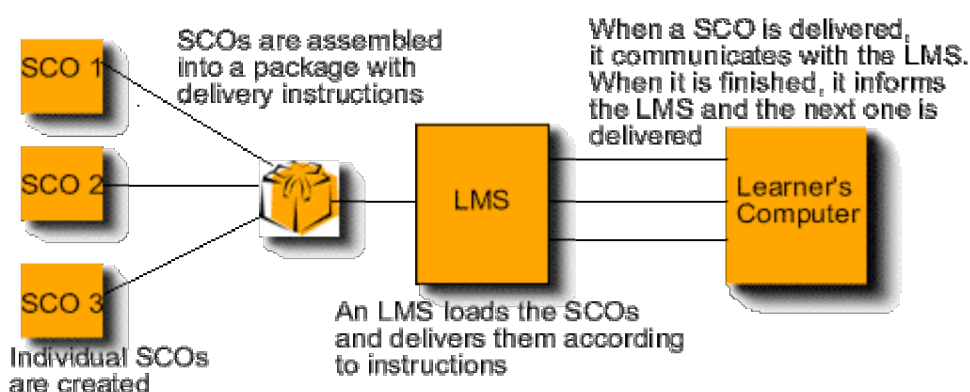 SCO 1
SCOs are assembled
into a package with
delivery instructions
When a SCO is delivered,
it communicates with the LMS.
When it is finished, it informs
the LMS and the next one is
delivered
SCO 2
LMS
Learner's
Computer
SCO 3
Individual SCOs
are created
An LMS loads the SCOs
and delivers them according
to instructions